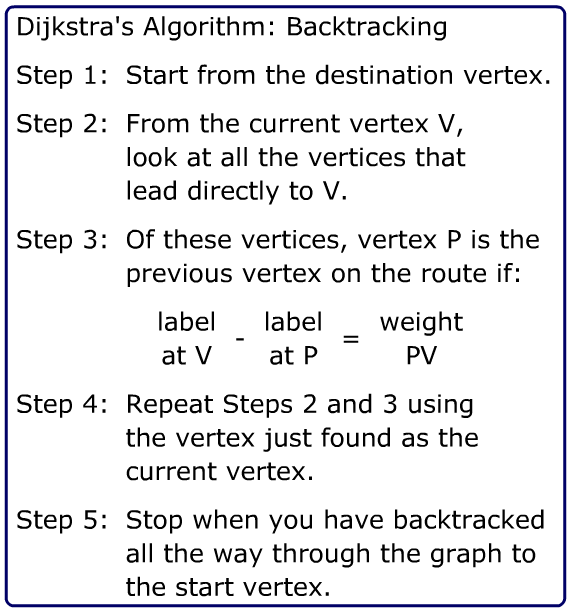 Dijkstra's Algorithm: Backtracking
Step 1: Start from the destination vertex.
Step 2: From the current vertex V,
look at all the vertices that
lead directly to V.
Step 3: Of these vertices, vertex P is the
previous vertex on the route if:
label - label = weight
at V at P PV
Step 4: Repeat Steps 2 and 3 using
the vertex just found as the
current vertex.
Step 5: Stop when you have backtracked
all the way through the graph to
the start vertex.